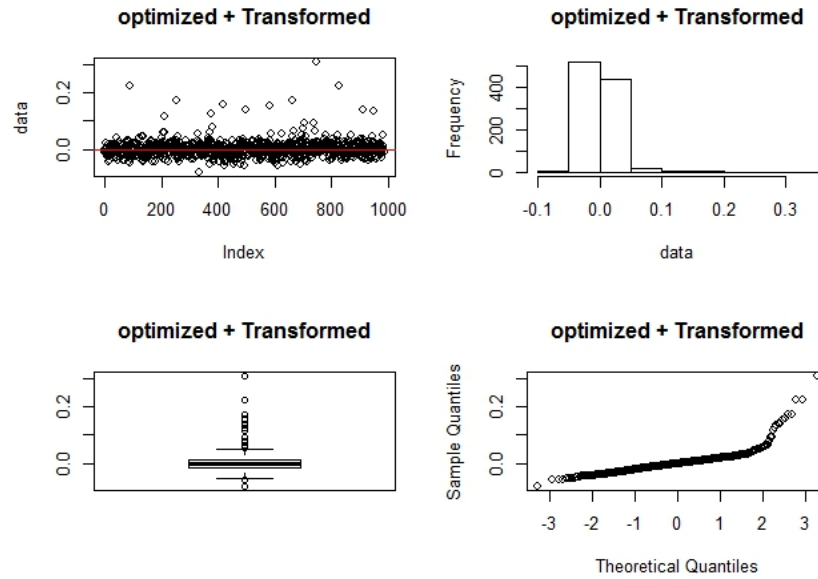 optimized + Transformed
data
0.0 0.2
0 200 400 600 800 1000
Index
optimized + Transformed
Frequency
0 200 400
-0.1 0.0 0.1 0.2 0.3
data
optimized + Transformed
0.0 0.2
optimized + Transformed
Sample Quantiles
0.0 0.2
-3 -2 -1 0 1 2 3
Theoretical Quantiles